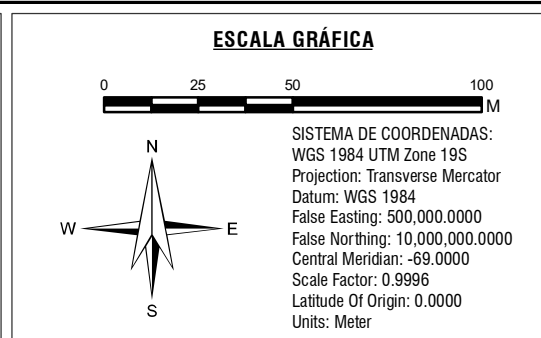 ESCALA GRÁFICA
0 25 50 100
M
SISTEMA DE COORDENADAS:
WGS 1984 UTM Zone 19S
Projection: Transverse Mercator
Datum: WGS 1984
False Easting: 500,000.0000
False Northing: 10,000,000.0000
Central Meridian: -69.0000
Scale Factor: 0.9996
Latitude Of Origin: 0.0000
Units: Meter
N
W E
S